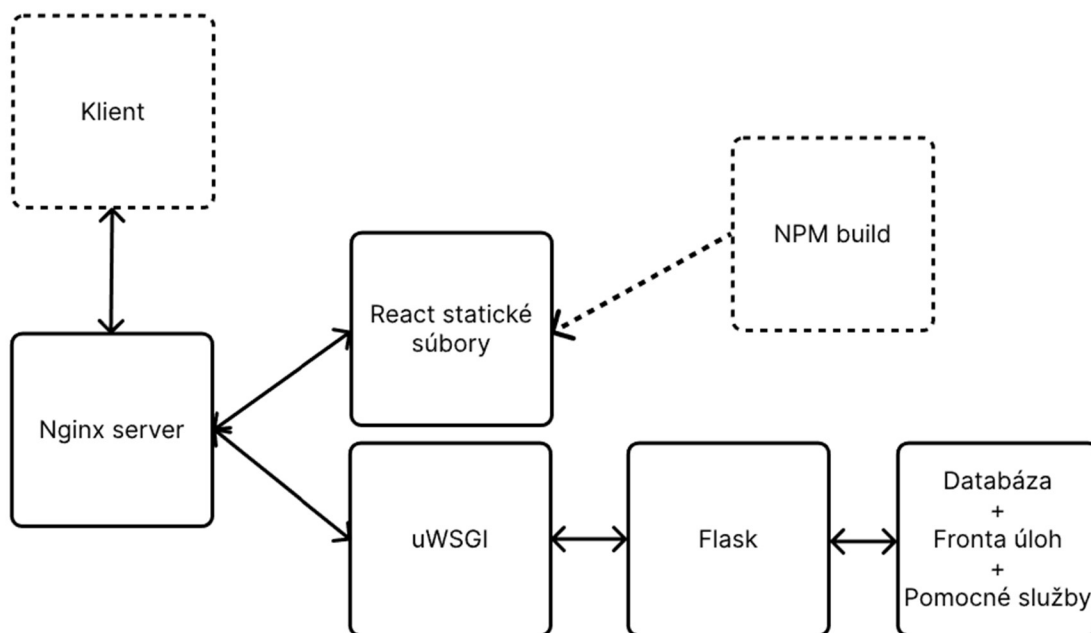 Klient
NPM build
React statické
súbory
Nginx server
uWSGI
Flask
Databáza
+
Fronta úloh
+
Pomocné služby